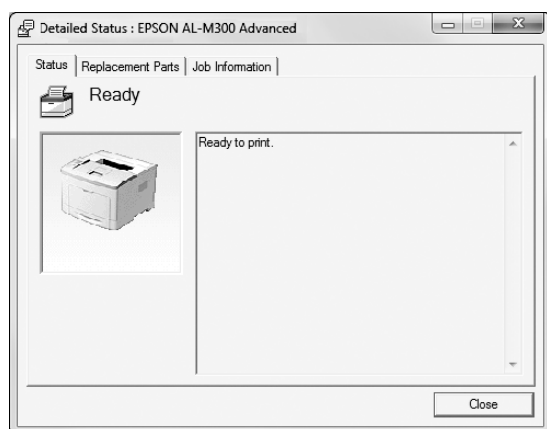 Detailed Status : EPSON AL-M300 Advanced
Status Replacement Parts Job Information
Ready
Ready to print.
Close